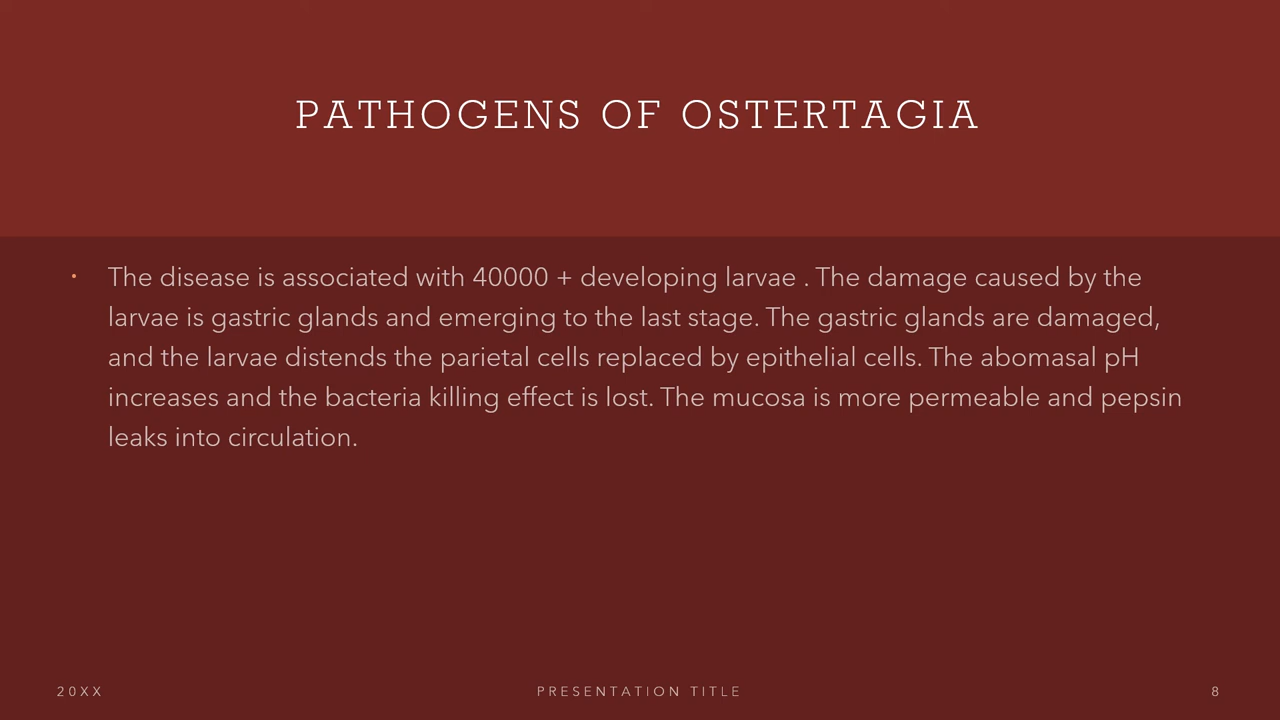 PATHOGENS OF OSTERTAGIA
• The disease is associated with 40000 + developing larvae . The damage caused by the
larvae is gastric glands and emerging to the last stage. The gastric glands are damaged,
and the larvae distends the parietal cells replaced by epithelial cells. The abomasal pH
increases and the bacteria killing effect is lost. The mucosa is more permeable and pepsin
leaks into circulation.
20XX
PRESENTATION TITLE
8